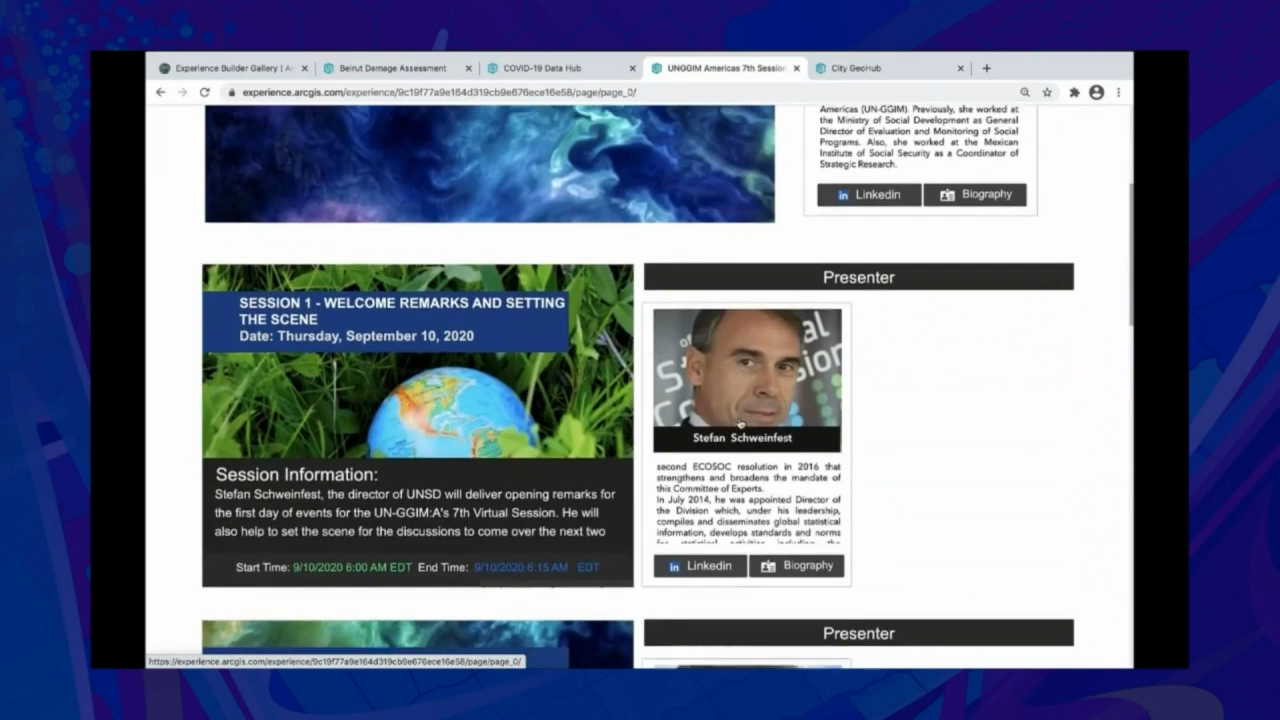 Experience Builder Gallery | Ar
Beirut Damage Assessment
COVID-19 Data Hub
UNGGIM Americas 7th Session
City GeoHub
experience.arcgis.com/experience/9c19f77a9e164d319cb9e676ece16e58/page/page_0/
Americas (UN-GGIM). Previously, she worked at
the Ministry of Social Development as General
Director of Evaluation and Monitoring of Social
Programs. Also, she worked at the Mexican
Institute of Social Security as a Coordinator of
Strategic Research.
in Linkedin
Biography
SESSION 1 - WELCOME REMARKS AND SETTING
THE SCENE
Date: Thursday, September 10, 2020
Session Information:
Stefan Schweinfest, the director of UNSD will deliver opening remarks for
the first day of events for the UN-GGIM:A's 7th Virtual Session. He will
also help to set the scene for the discussions to come over the next two
Start Time: 9/10/2020 6:00 AM EDT End Time: 9/10/2020 6:15 AM EDT
Presenter
Stefan Schweinfest
second ECOSOC resolution in 2016 that
strengthens and broadens the mandate of
this Committee of Experts.
In July 2014, he was appointed Director of
the Division which, under his leadership,
compiles and disseminates global statistical
information, develops standards and norms
for statistical activities including the
in Linkedin
Biography
Presenter
https://experience.arcgis.com/experience/9c19f77a9e164d319cb9e676ece16e58/page/page_0/